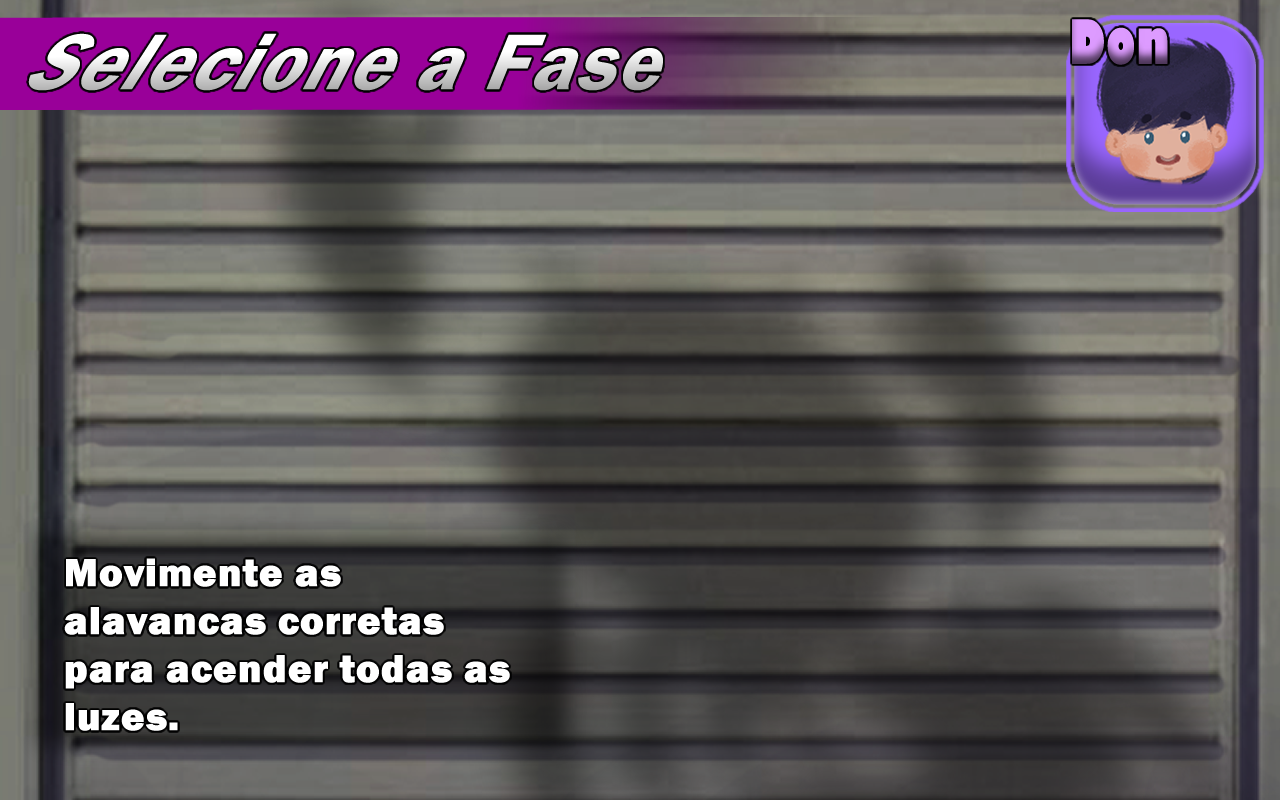 Selecione a Fase
Don
Movimente as
alavancas corretas
para acender todas as
luzes.